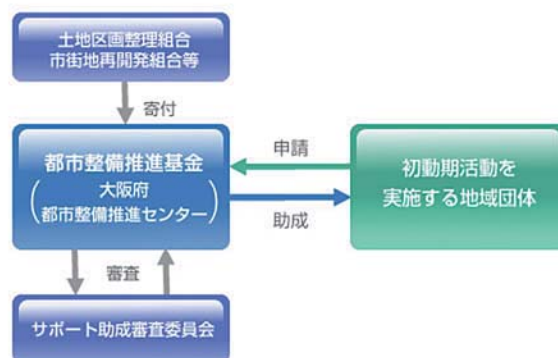 土地区画整理組合
市街地再開発組合等
寄付
都市整備推進基金
(大阪府
都市整備推進センター)
申請
助成
初動期活動を
実施する地域団体
審査
サポート助成審査委員会